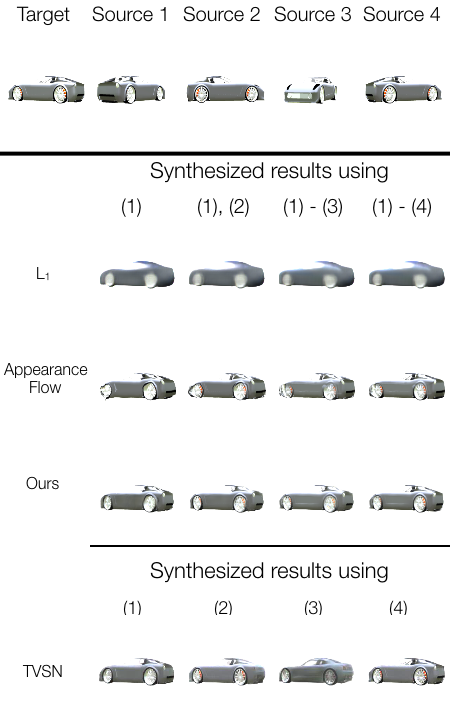 Target Source 1 Source 2 Source 3 Source 4
Synthesized results using
(1) (1), (2) (1) - (3) (1) - (4)
L₁
Appearance
Flow
Ours
Synthesized results using
(1) (2) (3) (4)
TVSN